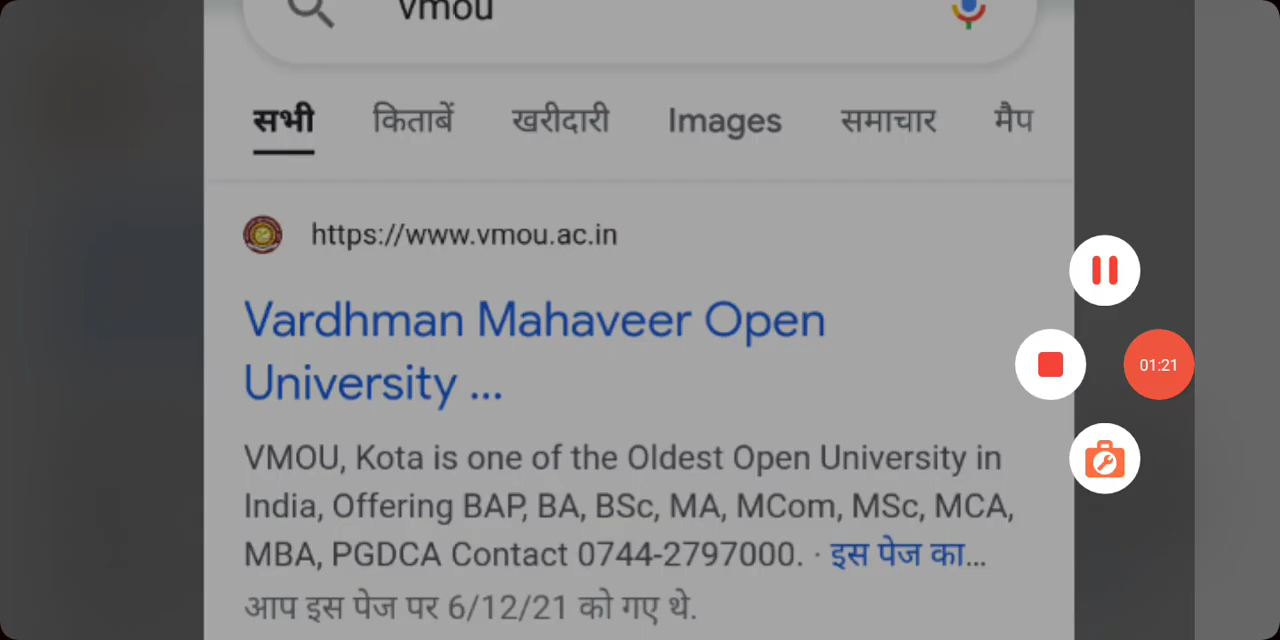 vmou
सभी किताबें खरीदारी Images समाचार मैप
https://www.vmou.ac.in
Vardhman Mahaveer Open
University ...
VMOU, Kota is one of the Oldest Open University in
India, Offering BAP, BA, BSc, MA, MCom, MSc, MCA,
MBA, PGDCA Contact 0744-2797000. · इस पेज का...
आप इस पेज पर 6/12/21 को गए थे.
01:21